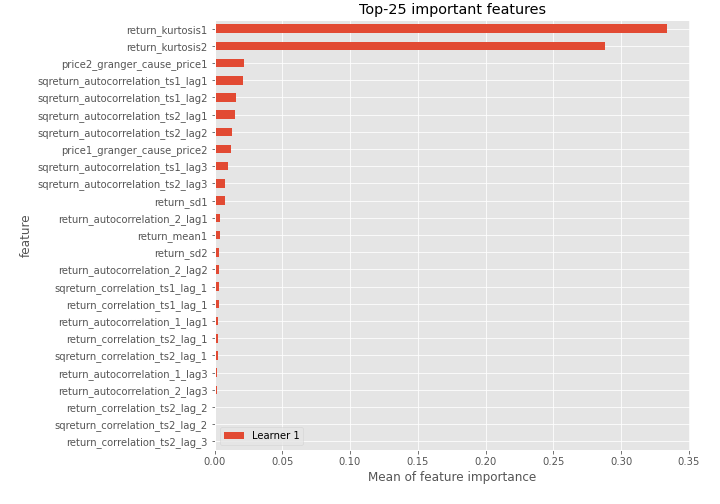 Top-25 important features
return_kurtosis1
return_kurtosis2
price2_granger_cause_price1
sqreturn_autocorrelation_ts1_lag1
sqreturn_autocorrelation_ts1_lag2
sqreturn_autocorrelation_ts2_lag1
sqreturn_autocorrelation_ts2_lag2
price1_granger_cause_price2
sqreturn_autocorrelation_ts1_lag3
sqreturn_autocorrelation_ts2_lag3
return_sd1
return_autocorrelation_2_lag1
return_mean1
return_sd2
return_autocorrelation_2_lag2
sqreturn_correlation_ts1_lag_1
return_correlation_ts1_lag_1
return_autocorrelation_1_lag1
return_correlation_ts2_lag_1
sqreturn_correlation_ts2_lag_1
return_autocorrelation_1_lag3
return_autocorrelation_2_lag3
return_correlation_ts2_lag_2
sqreturn_correlation_ts2_lag_2
return_correlation_ts2_lag_3
feature
Learner 1
0.00 0.05 0.10 0.15 0.20 0.25 0.30 0.35
Mean of feature importance